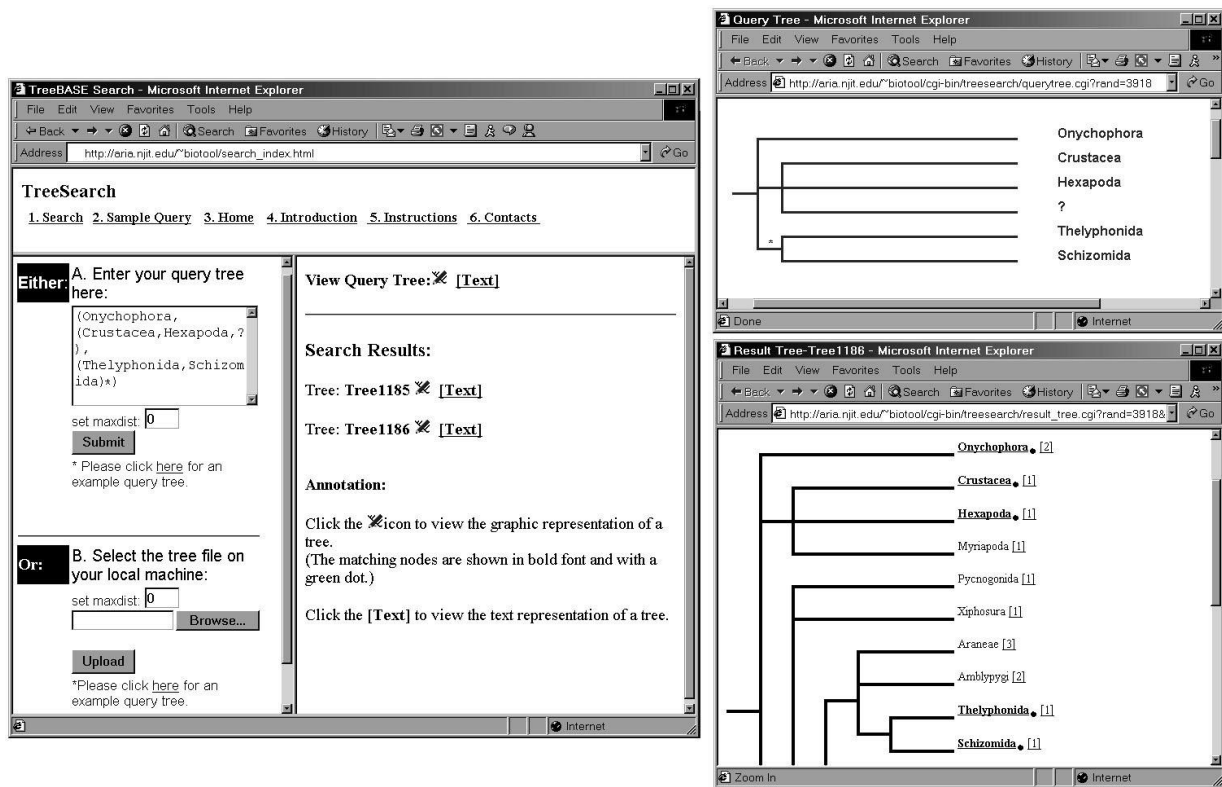 TreeBASE Search - Microsoft Internet Explorer
File Edit View Favorites Tools Help
Back Search Favorites History
Address http://aria.njit.edu/~biotool/search_index.html Go
TreeSearch
1. Search 2. Sample Query 3. Home 4. Introduction 5. Instructions 6. Contacts
Either:
A. Enter your query tree
here:
(Onychophora,
(Crustacea,Hexapoda,?
),
(Thelyphonida,Schizom
ida)*)
set maxdist: 0
Submit
* Please click here for an
example query tree.
Or:
B. Select the tree file on
your local machine:
set maxdist: 0
Browse...
Upload
*Please click here for an
example query tree.
View Query Tree: [Text]
Search Results:
Tree: Tree1185 [Text]
Tree: Tree1186 [Text]
Annotation:
Click the icon to view the graphic representation of a
tree.
(The matching nodes are shown in bold font and with a
green dot.)
Click the [Text] to view the text representation of a tree.
Internet
Query Tree - Microsoft Internet Explorer
File Edit View Favorites Tools Help
Back Search Favorites History »
Address http://aria.njit.edu/~biotool/cgi-bin/treesearch/querytree.cgi?rand=3918 Go
Onychophora
Crustacea
Hexapoda
?
*
Thelyphonida
Schizomida
Done Internet
Result Tree-Tree1186 - Microsoft Internet Explorer
File Edit View Favorites Tools Help
Back Search Favorites History »
Address http://aria.njit.edu/~biotool/cgi-bin/treesearch/result_tree.cgi?rand=3918& Go
Onychophora [2]
Crustacea [1]
Hexapoda [1]
Myriapoda [1]
Pycnogonida [1]
Xiphosura [1]
Araneae [3]
Amblypygi [2]
Thelyphonida [1]
Schizomida [1]
Zoom In Internet